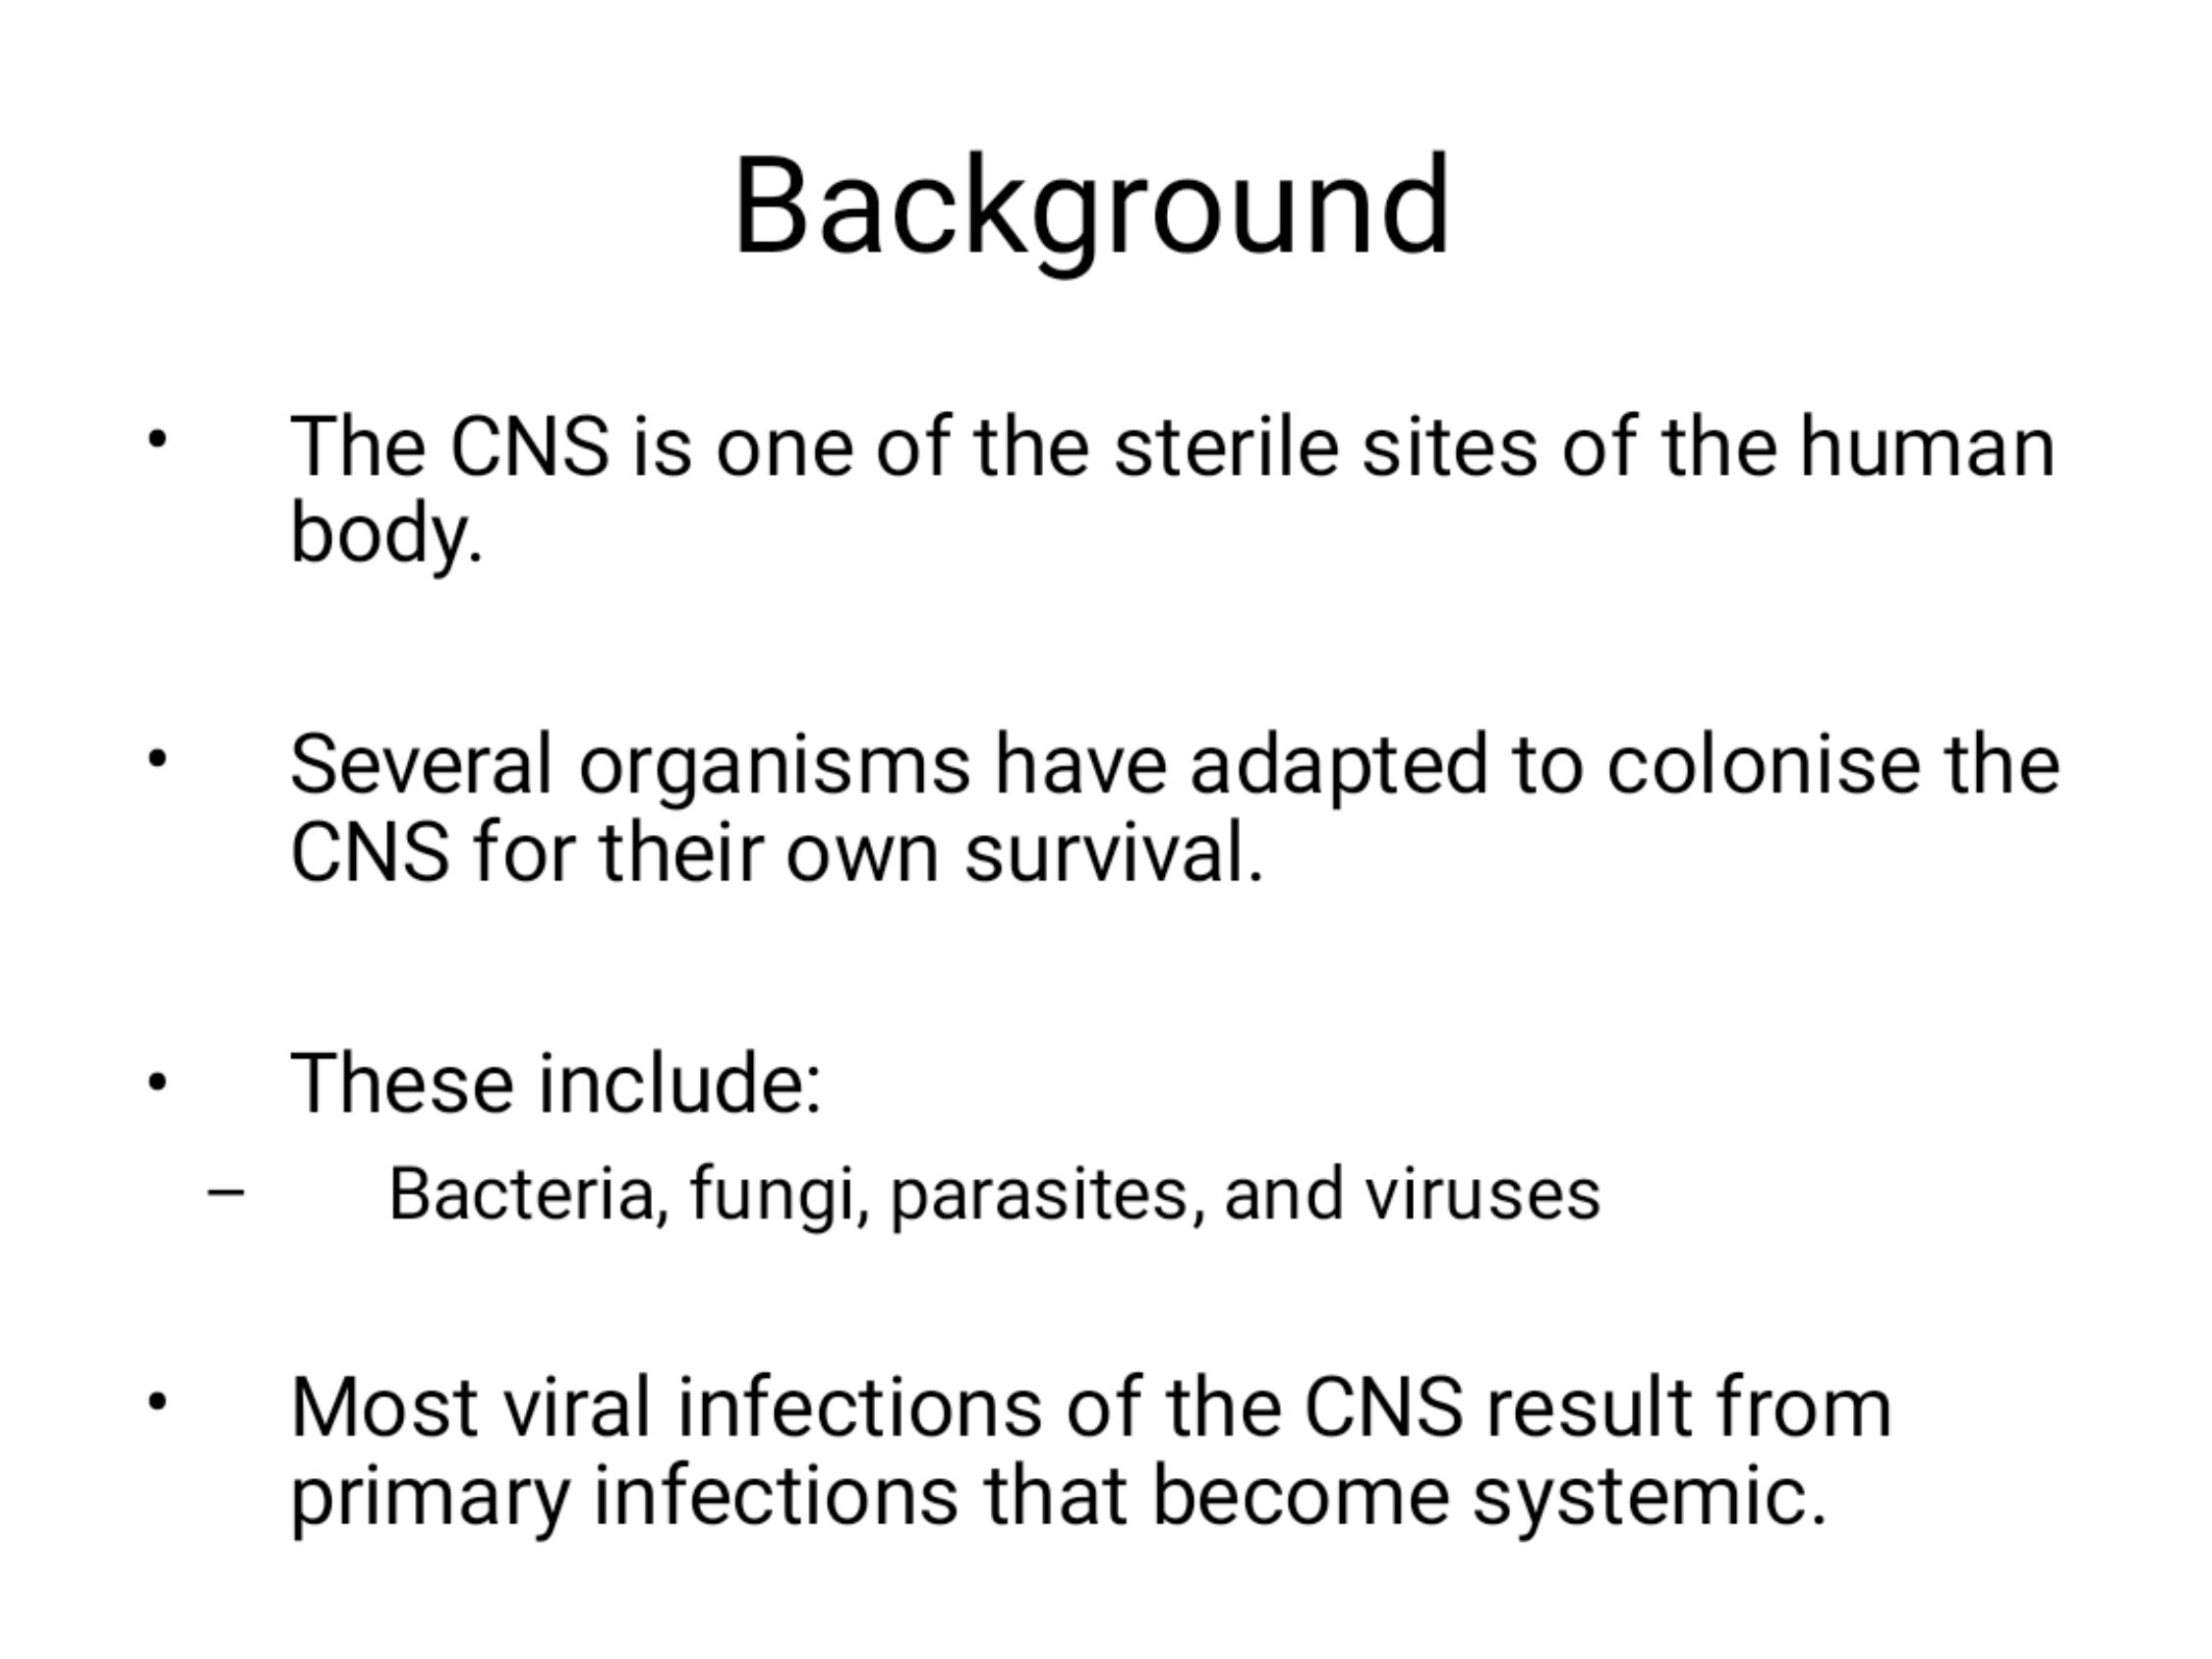 Background
• The CNS is one of the sterile sites of the human
body.
• Several organisms have adapted to colonise the
CNS for their own survival.
• These include:
– Bacteria, fungi, parasites, and viruses
• Most viral infections of the CNS result from
primary infections that become systemic.